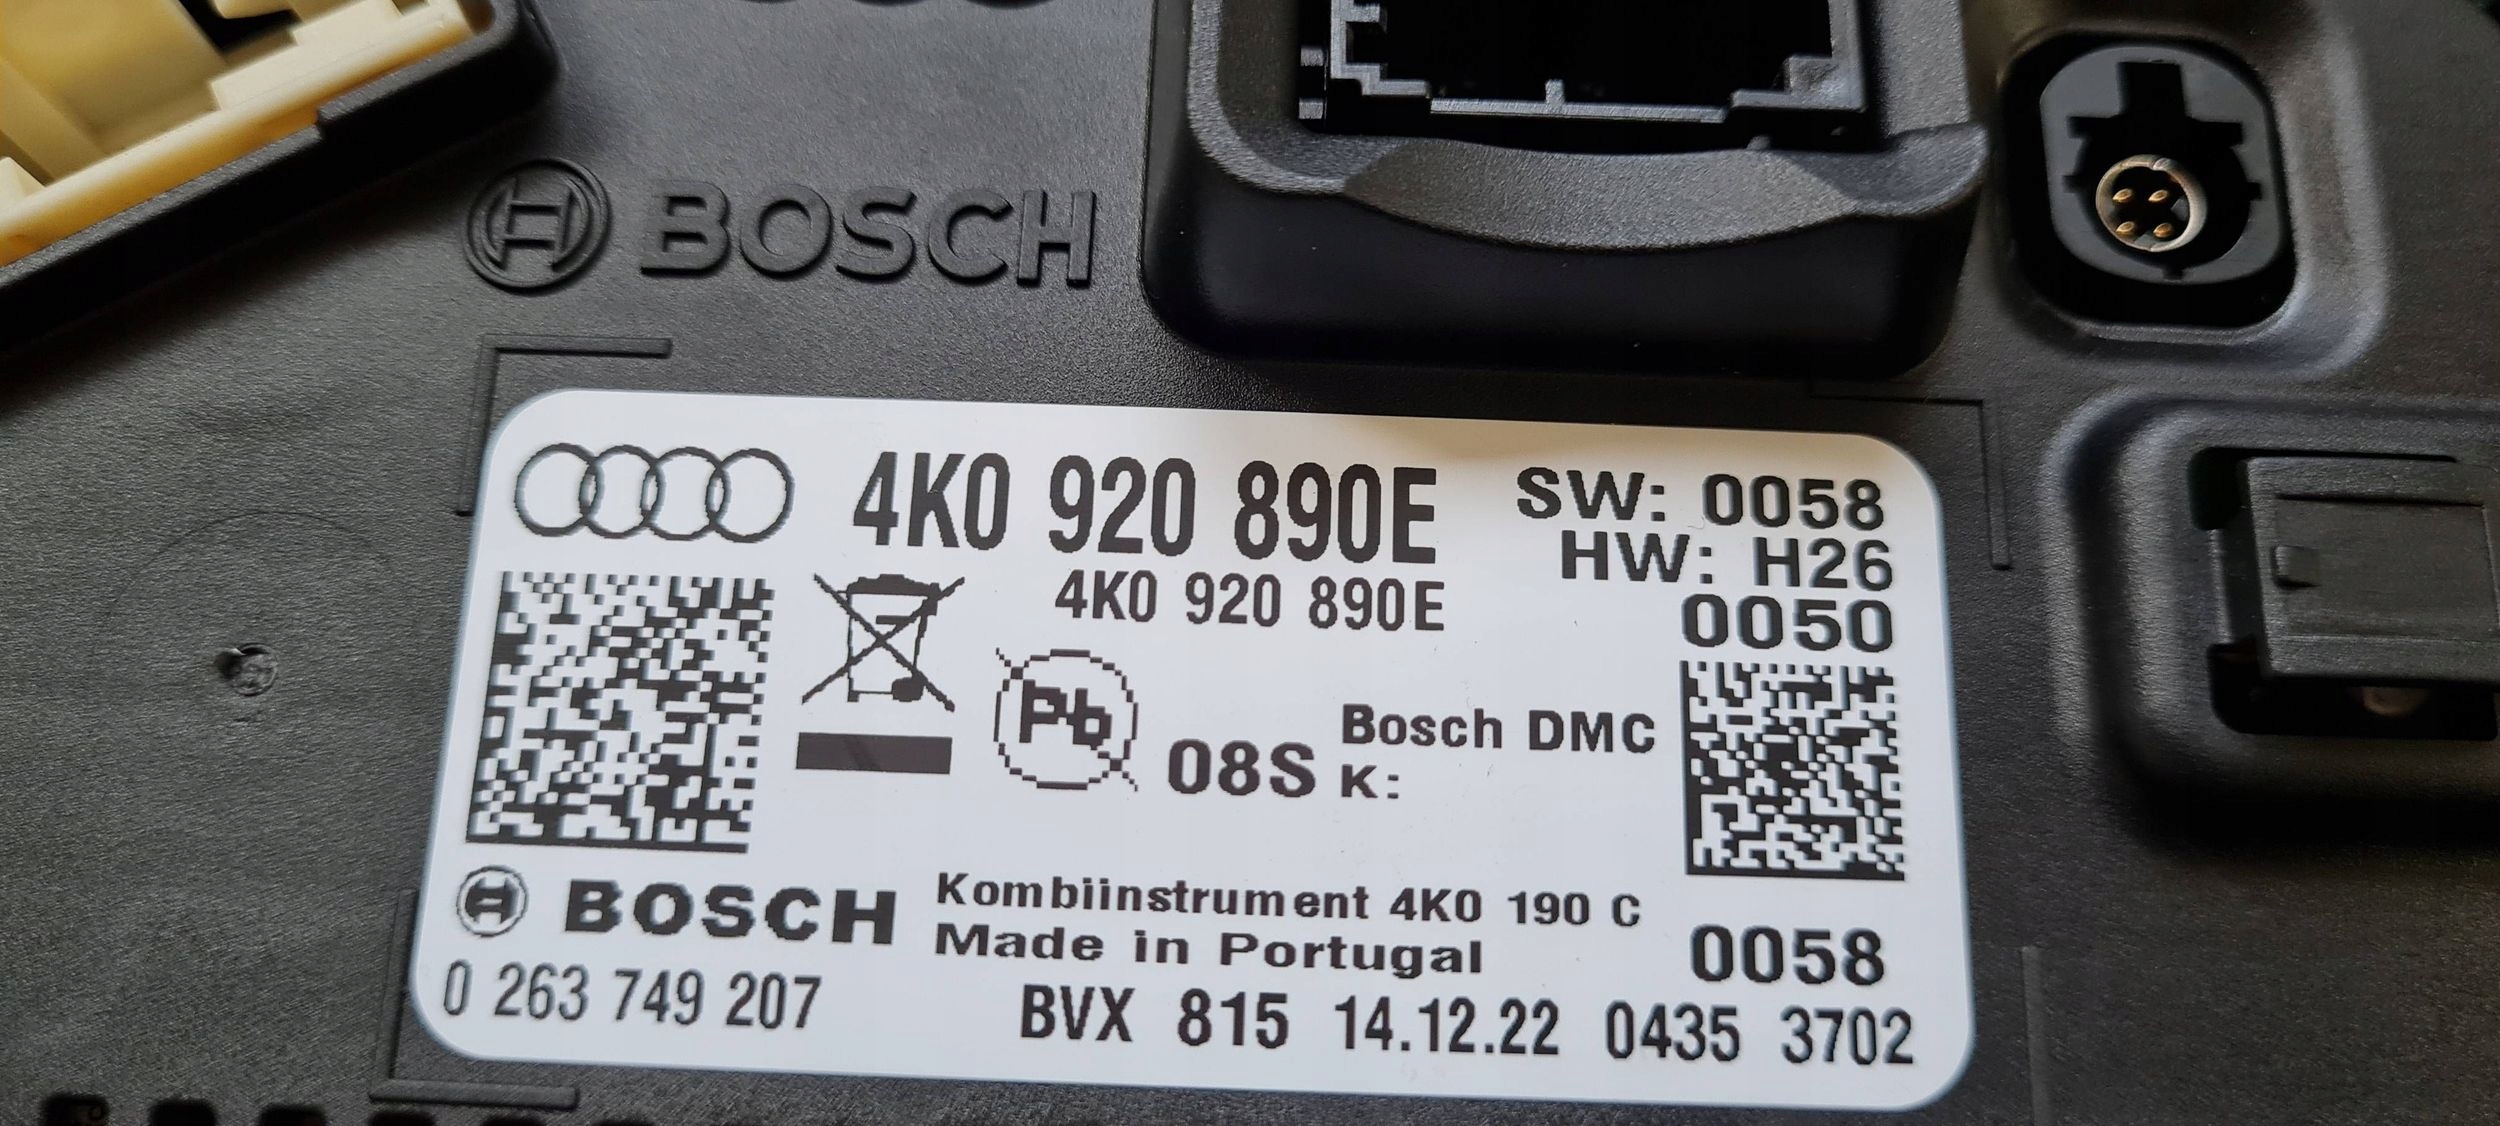 BOSCH
4K0 920 890E
SW: 0058
HW: H26
4K0 920 890E
0050
Pb
08S
Bosch DMC
K:
BOSCH
Kombiinstrument 4K0 190 C
Made in Portugal
0058
0 263 749 207
BVX 815 14.12.22 0435 3702